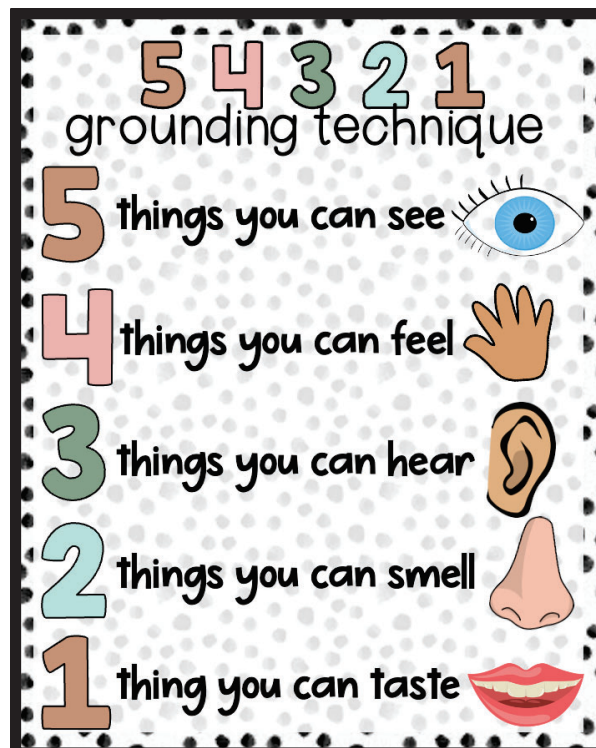 5 4 3 2 1
grounding technique
5 things you can see
4 things you can feel
3 things you can hear
2 things you can smell
1 thing you can taste